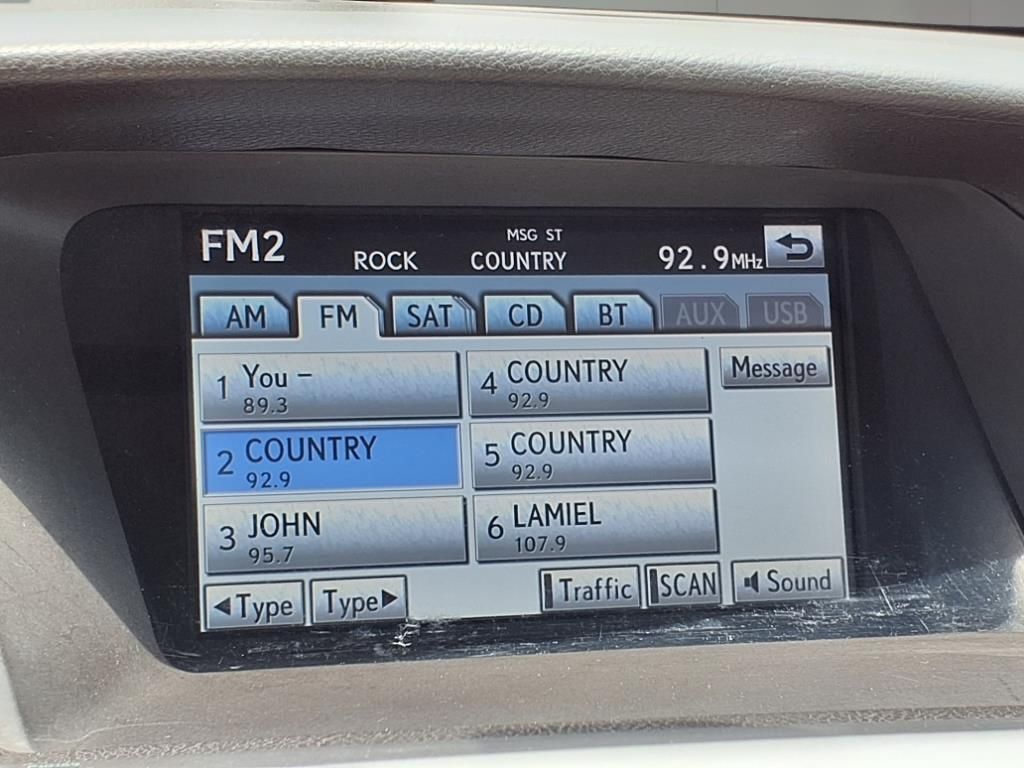 FM2
MSG ST
ROCK COUNTRY 92.9MHz
AM FM SAT CD BT AUX USB
1 You –
89.3
4 COUNTRY
92.9
Message
2 COUNTRY
92.9
5 COUNTRY
92.9
3 JOHN
95.7
6 LAMIEL
107.9
◀Type Type▶ Traffic SCAN Sound